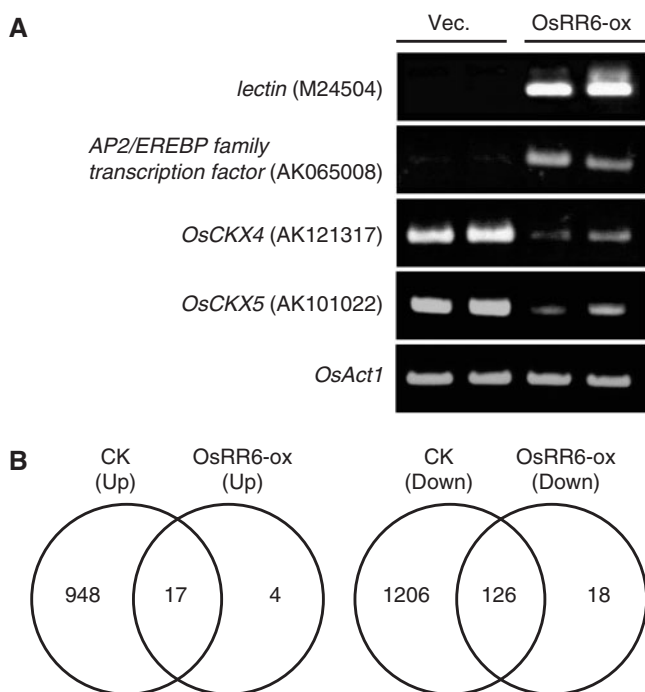 A
Vec. OsRR6-ox
lectin (M24504)
AP2/EREBP family
transcription factor (AK065008)
OsCKX4 (AK121317)
OsCKX5 (AK101022)
OsAct1
B
CK OsRR6-ox CK OsRR6-ox
(Up) (Up) (Down) (Down)
948 17 4 1206 126 18